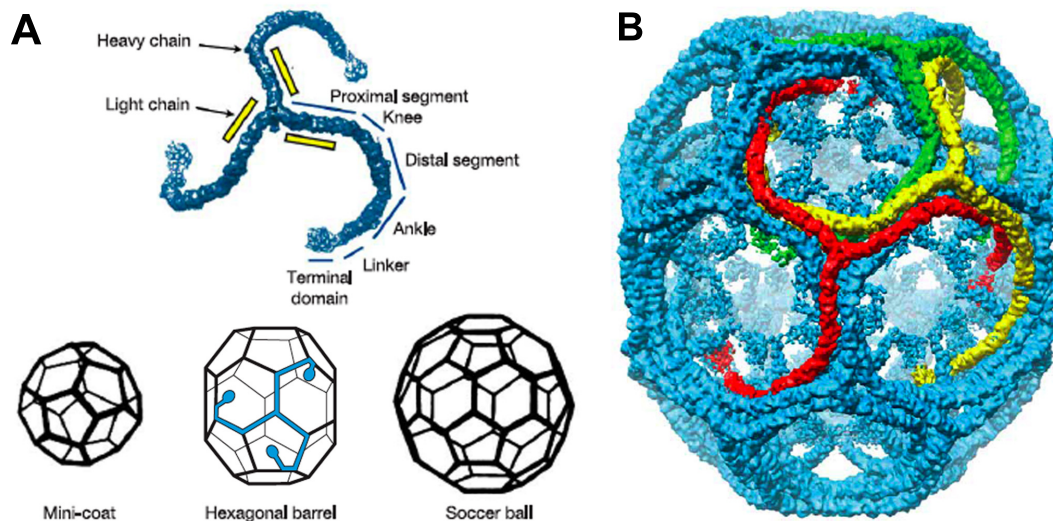 A
Heavy chain
Light chain
Proximal segment
Knee
Distal segment
Ankle
Linker
Terminal
domain
Mini-coat
Hexagonal barrel
Soccer ball
B